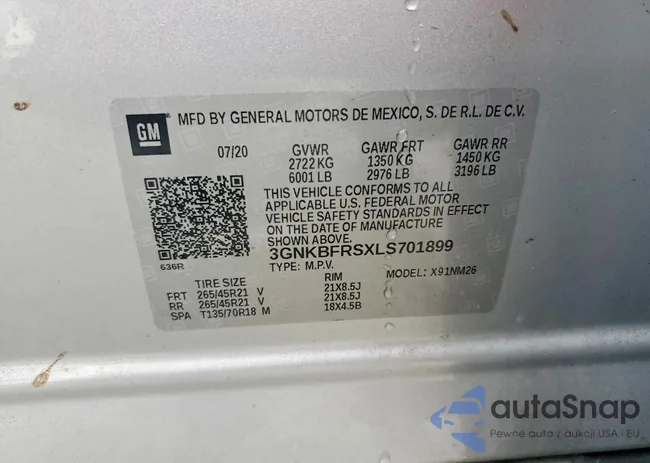 GM
MFD BY GENERAL MOTORS DE MEXICO, S. DE R.L. DE C.V.
07/20 GVWR GAWR FRT GAWR RR
2722 KG 1350 KG 1450 KG
6001 LB 2976 LB 3196 LB
THIS VEHICLE CONFORMS TO ALL
APPLICABLE U.S. FEDERAL MOTOR
VEHICLE SAFETY STANDARDS IN EFFECT
ON THE DATE OF MANUFACTURE
SHOWN ABOVE.
3GNKBFRSXLS701899
636R
TYPE: M.P.V. MODEL: X91NM26
TIRE SIZE RIM
FRT 265/45R21 V 21X8.5J
RR 265/45R21 V 21X8.5J
SPA T135/70R18 M 18X4.5B
autaSnap
Pewne auto z aukcji USA i EU